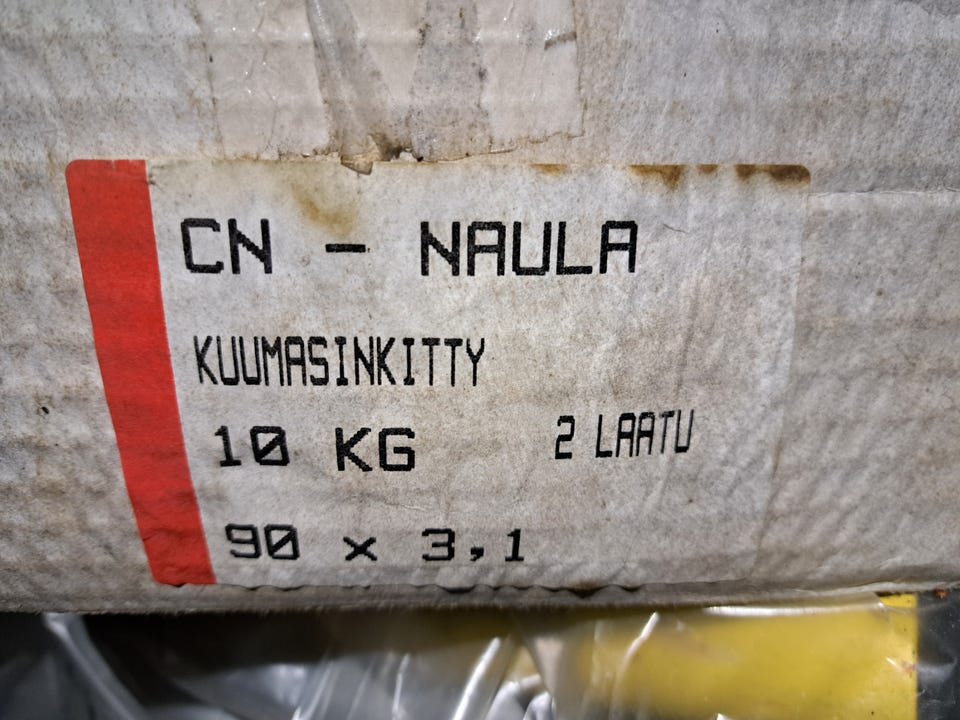 CN - NAULA
KUUMASINKITTY
10 KG 2 LAATU
90 x 3,1